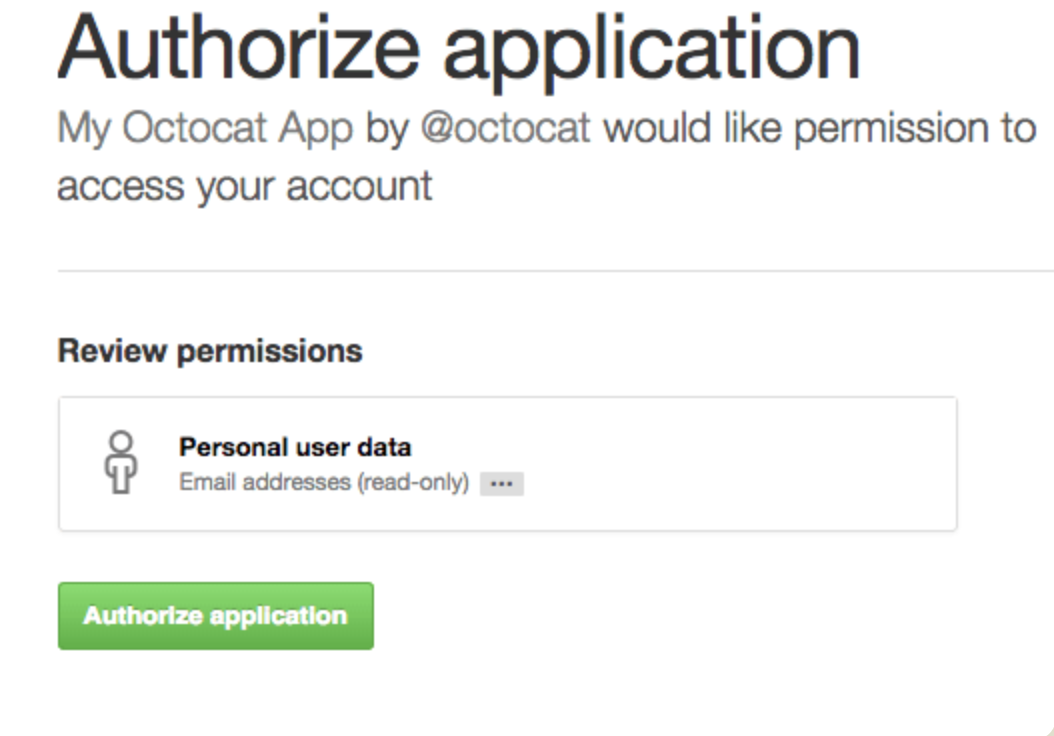 Authorize application
My Octocat App by @octocat would like permission to
access your account
Review permissions
Personal user data
Email addresses (read-only) ...
Authorize application